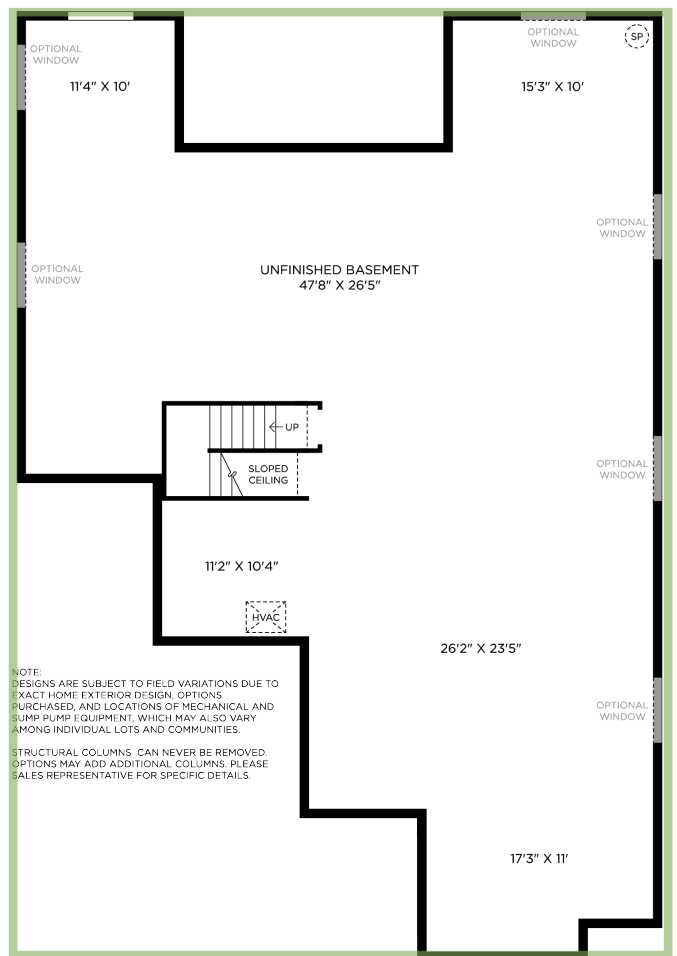 OPTIONAL
WINDOW
SP
OPTIONAL
WINDOW
11'4" X 10'
15'3" X 10'
OPTIONAL
WINDOW
OPTIONAL
WINDOW
UNFINISHED BASEMENT
47'8" X 26'5"
UP
SLOPED
CEILING
OPTIONAL
WINDOW
11'2" X 10'4"
HVAC
26'2" X 23'5"
NOTE:
DESIGNS ARE SUBJECT TO FIELD VARIATIONS DUE TO
EXACT HOME EXTERIOR DESIGN, OPTIONS
PURCHASED, AND LOCATIONS OF MECHANICAL AND
SUMP PUMP EQUIPMENT, WHICH MAY ALSO VARY
AMONG INDIVIDUAL LOTS AND COMMUNITIES.
STRUCTURAL COLUMNS CAN NEVER BE REMOVED.
OPTIONS MAY ADD ADDITIONAL COLUMNS. PLEASE
SALES REPRESENTATIVE FOR SPECIFIC DETAILS.
OPTIONAL
WINDOW
17'3" X 11'